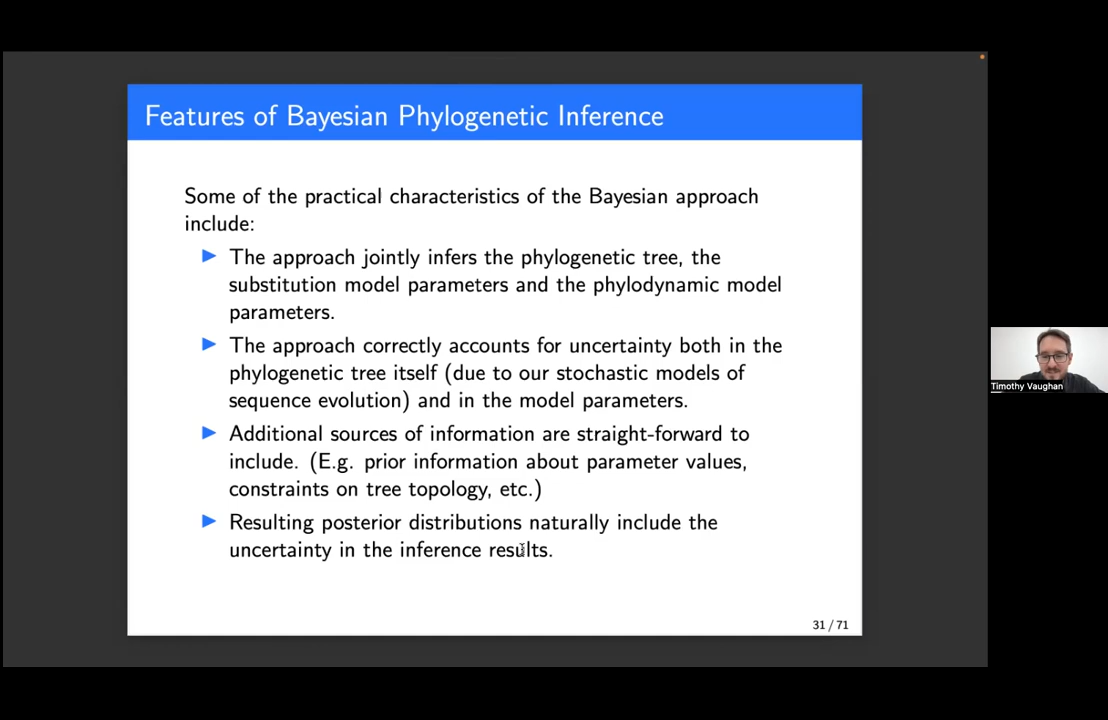 Features of Bayesian Phylogenetic Inference
Some of the practical characteristics of the Bayesian approach
include:
The approach jointly infers the phylogenetic tree, the
substitution model parameters and the phylodynamic model
parameters.
The approach correctly accounts for uncertainty both in the
phylogenetic tree itself (due to our stochastic models of
sequence evolution) and in the model parameters.
Additional sources of information are straight-forward to
include. (E.g. prior information about parameter values,
constraints on tree topology, etc.)
Resulting posterior distributions naturally include the
uncertainty in the inference results.
31 / 71
Timothy Vaughan